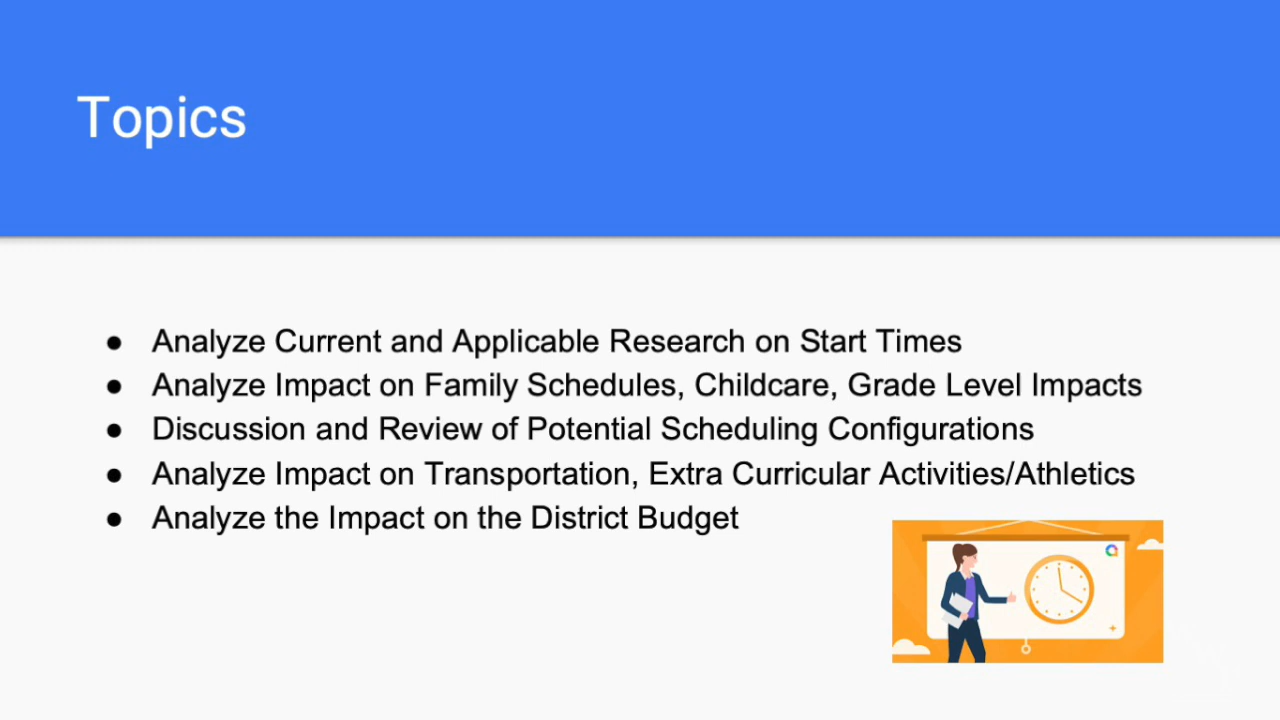 Topics
● Analyze Current and Applicable Research on Start Times
● Analyze Impact on Family Schedules, Childcare, Grade Level Impacts
● Discussion and Review of Potential Scheduling Configurations
● Analyze Impact on Transportation, Extra Curricular Activities/Athletics
● Analyze the Impact on the District Budget